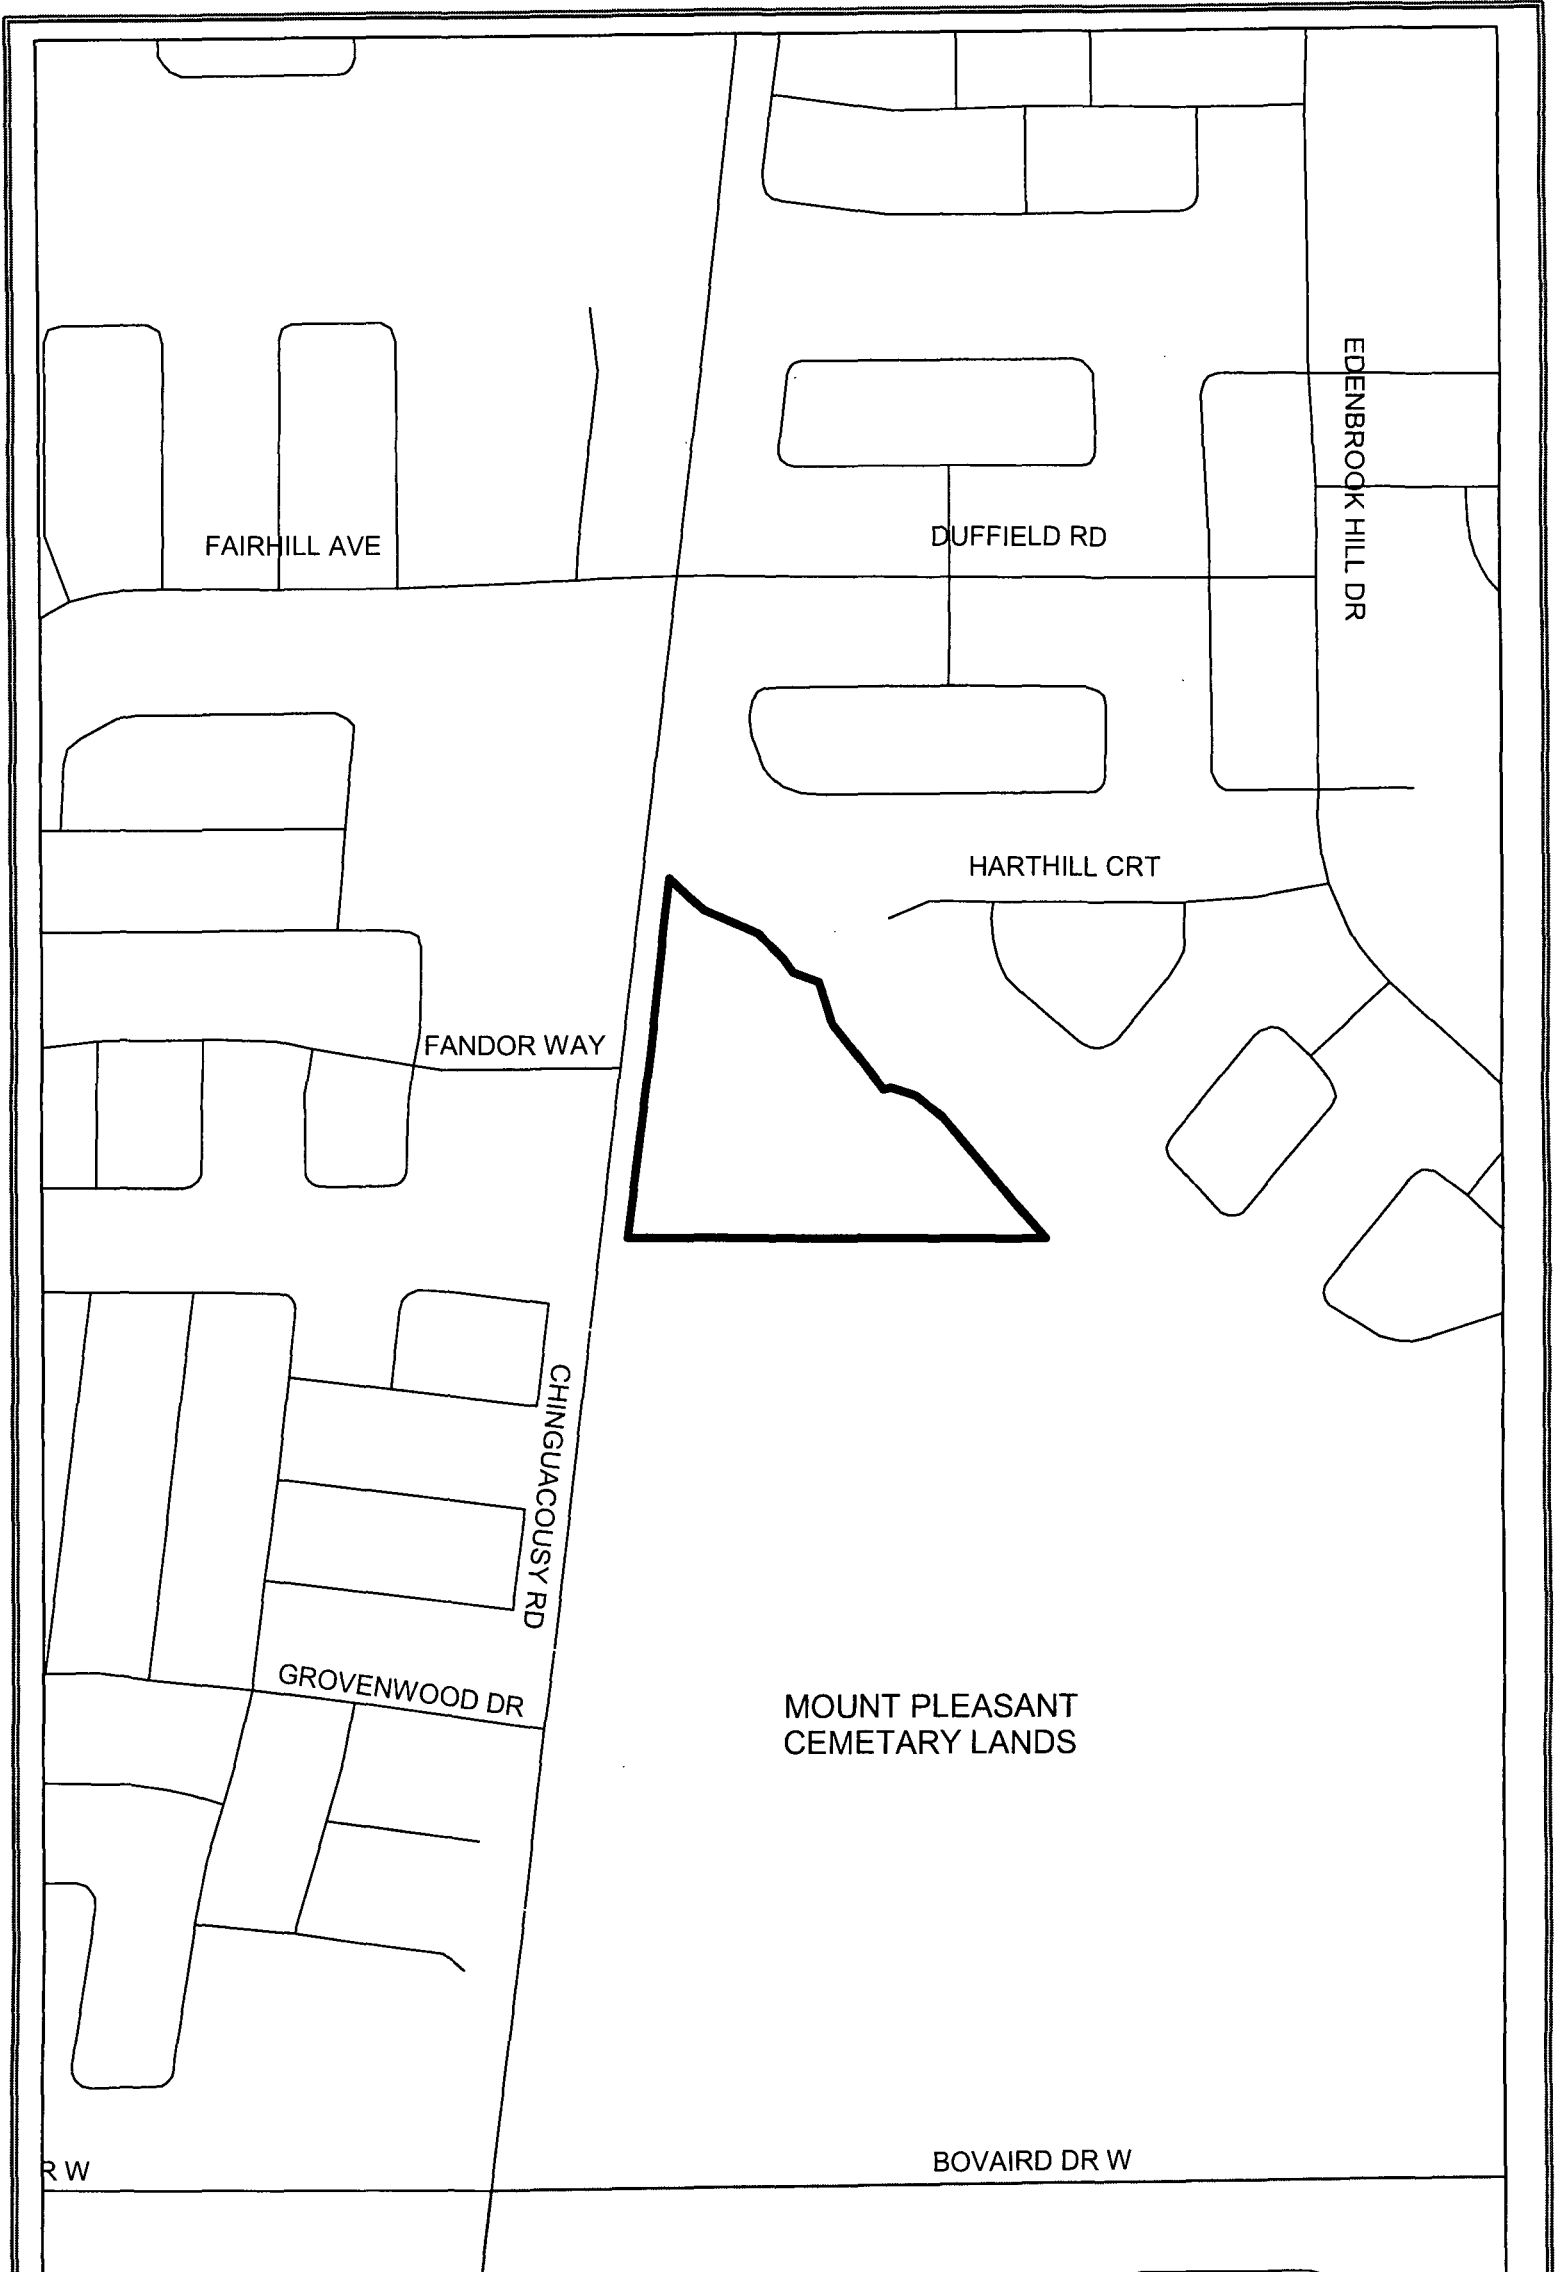 EDENBROOK HILL DR
FAIRHILL AVE
DUFFIELD RD
HARTHILL CRT
FANDOR WAY
CHINGUACOUSY RD
GROVENWOOD DR
MOUNT PLEASANT
CEMETARY LANDS
BOVAIRD DR W
R W